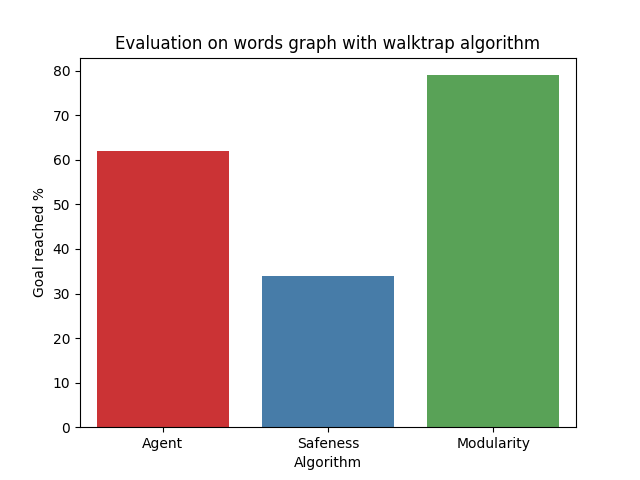 Evaluation on words graph with walktrap algorithm
Goal reached %
80
70
60
50
40
30
20
10
0
Agent
Safeness
Modularity
Algorithm